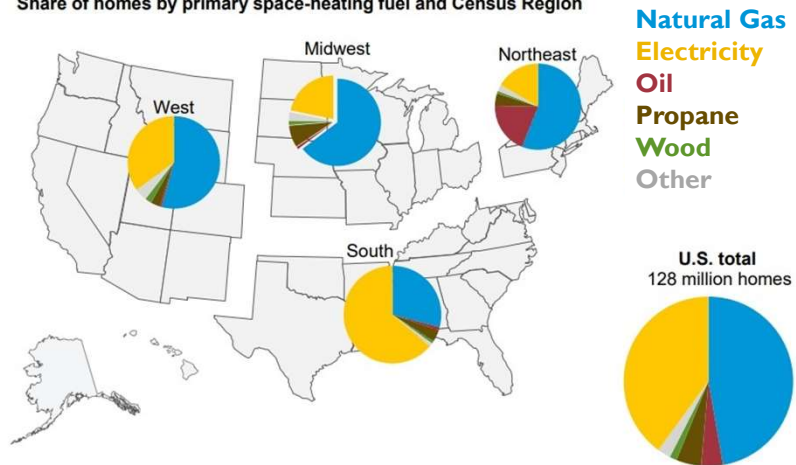 Share of homes by primary space-heating fuel and Census Region
Natural Gas
Electricity
Oil
Propane
Wood
Other
Midwest
Northeast
West
South
U.S. total
128 million homes